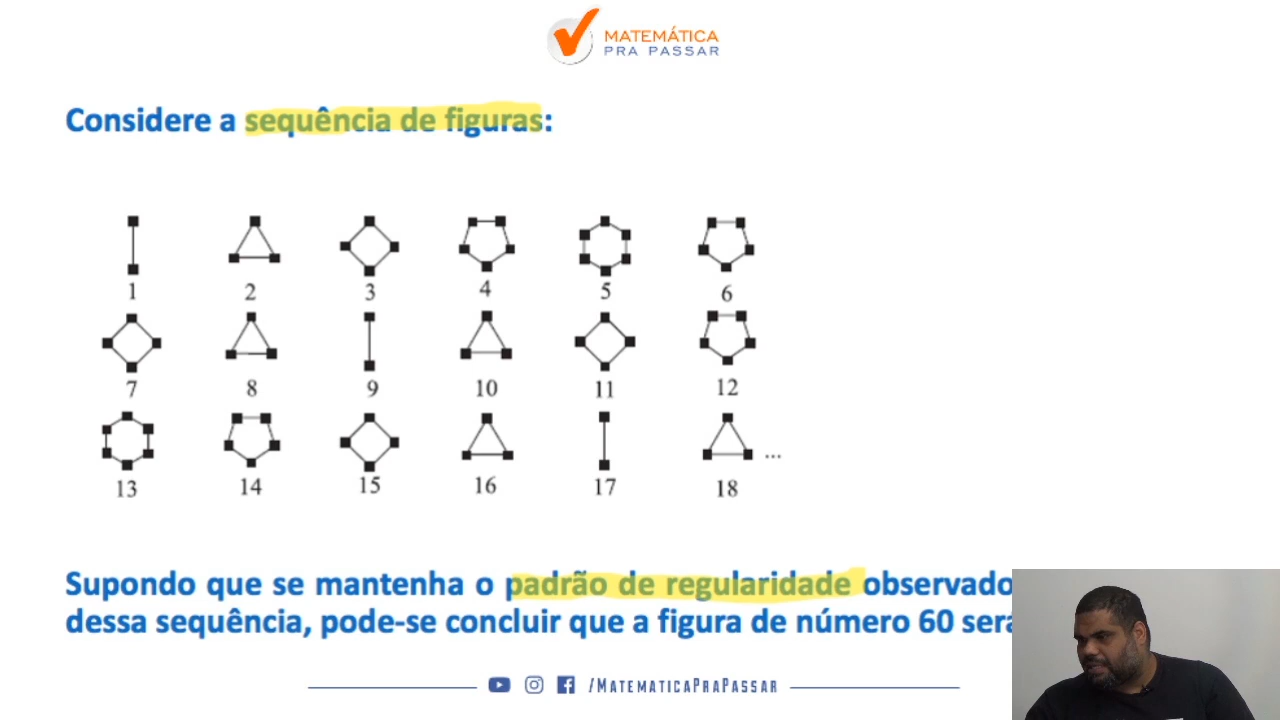 MATEMÁTICA
PRA PASSAR
Considere a sequência de figuras:
1 2 3 4 5 6
7 8 9 10 11 12
13 14 15 16 17 18 ...
Supondo que se mantenha o padrão de regularidade observado
dessa sequência, pode-se concluir que a figura de número 60
/MATEMATICAPRAPASSAR